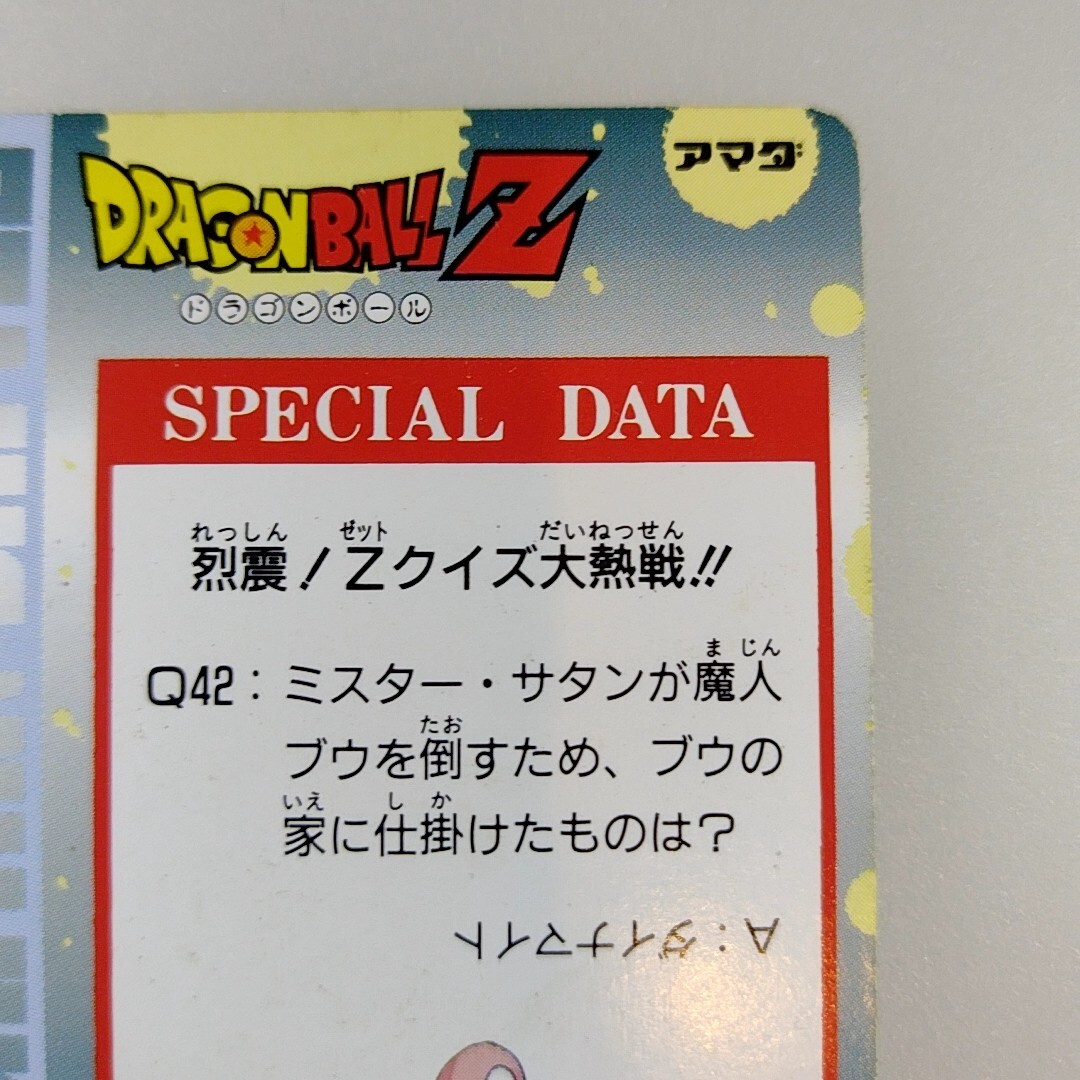 DRAGON BALL Z
アマダ
ドラゴンボール
SPECIAL DATA
れっしん ゼット だいねっせん
烈震！Zクイズ大熱戦!!
まじん
Q42：ミスター・サタンが魔人
たお
ブウを倒すため、ブウの
いえ しか
家に仕掛けたものは？
A：ダイナマイト